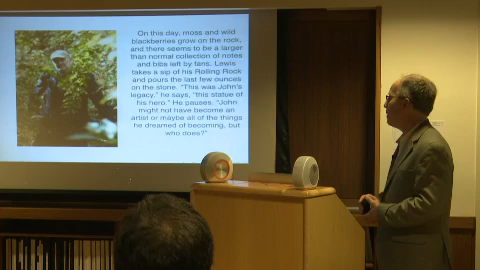 On this day, moss and wild
blackberries grow on the rock,
and there seems to be a larger
than normal collection of notes
and bibs left by fans. Lewis
takes a sip of his Rolling Rock
and pours the last few ounces
on the stone. "This was John's
legacy," he says, "this statue of
his hero." He pauses. "John
might not have become an
artist or maybe all of the things
he dreamed of becoming, but
who does?"